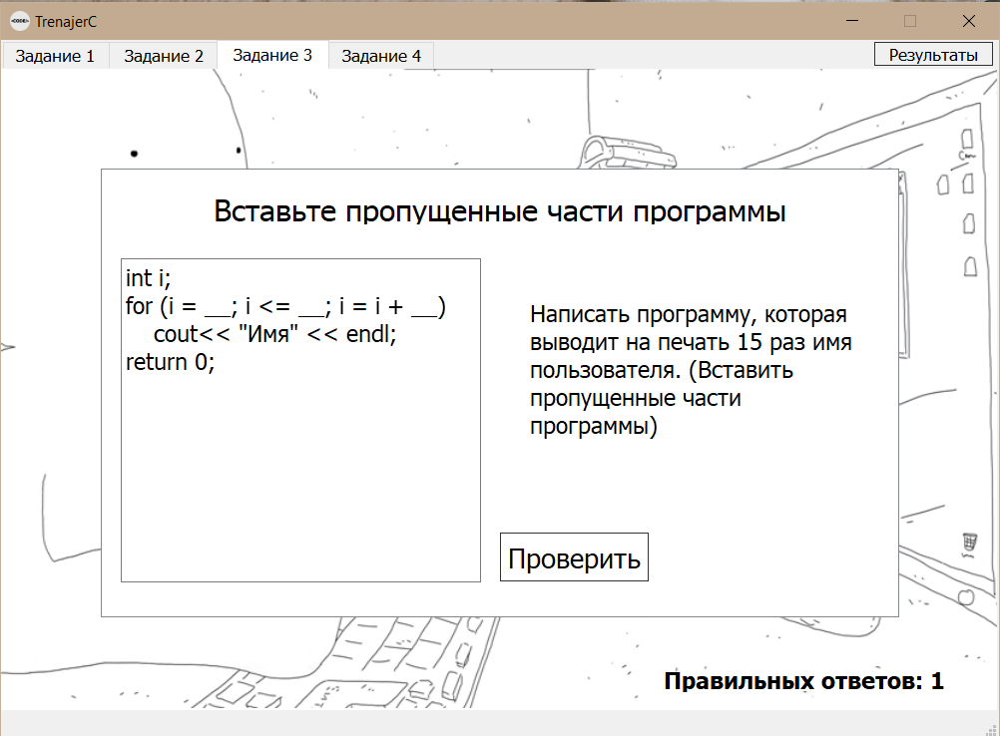 TrenajerC
Задание 1 Задание 2 Задание 3 Задание 4 Результаты
Вставьте пропущенные части программы
int i;
for (i = __; i <= __; i = i + __)
cout<< "Имя" << endl;
return 0;
Написать программу, которая
выводит на печать 15 раз имя
пользователя. (Вставить
пропущенные части
программы)
Проверить
Правильных ответов: 1